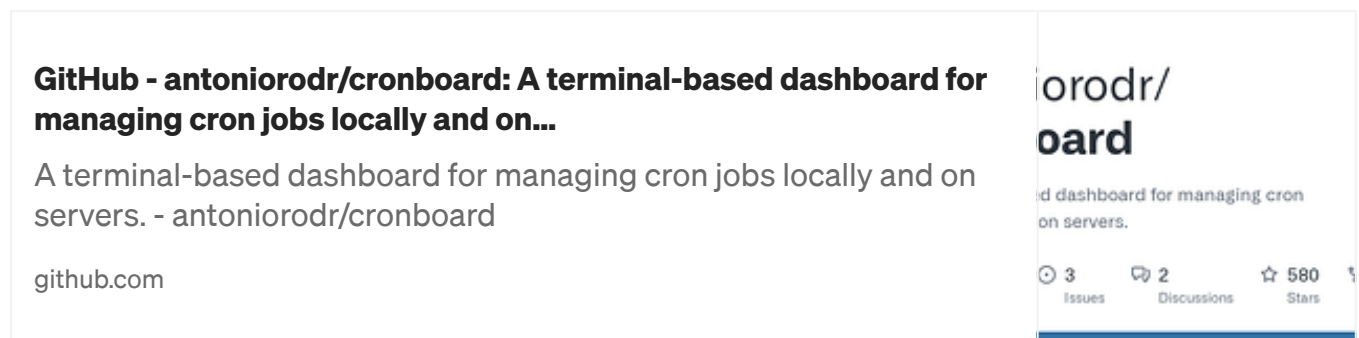 GitHub - antoniorodr/cronboard: A terminal-based dashboard for
managing cron jobs locally and on...
A terminal-based dashboard for managing cron jobs locally and on
servers. - antoniorodr/cronboard
github.com
iorodr/
oard
ed dashboard for managing cron
on servers.
3
Issues
2
Discussions
580
Stars